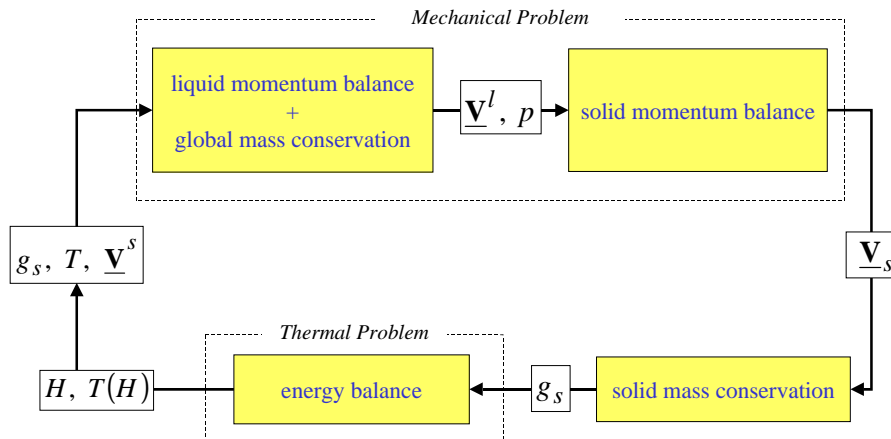 Mechanical Problem
liquid momentum balance
+
global mass conservation
V^l, p
solid momentum balance
g_s, T, V^s
V_s
Thermal Problem
H, T(H)
energy balance
g_s
solid mass conservation